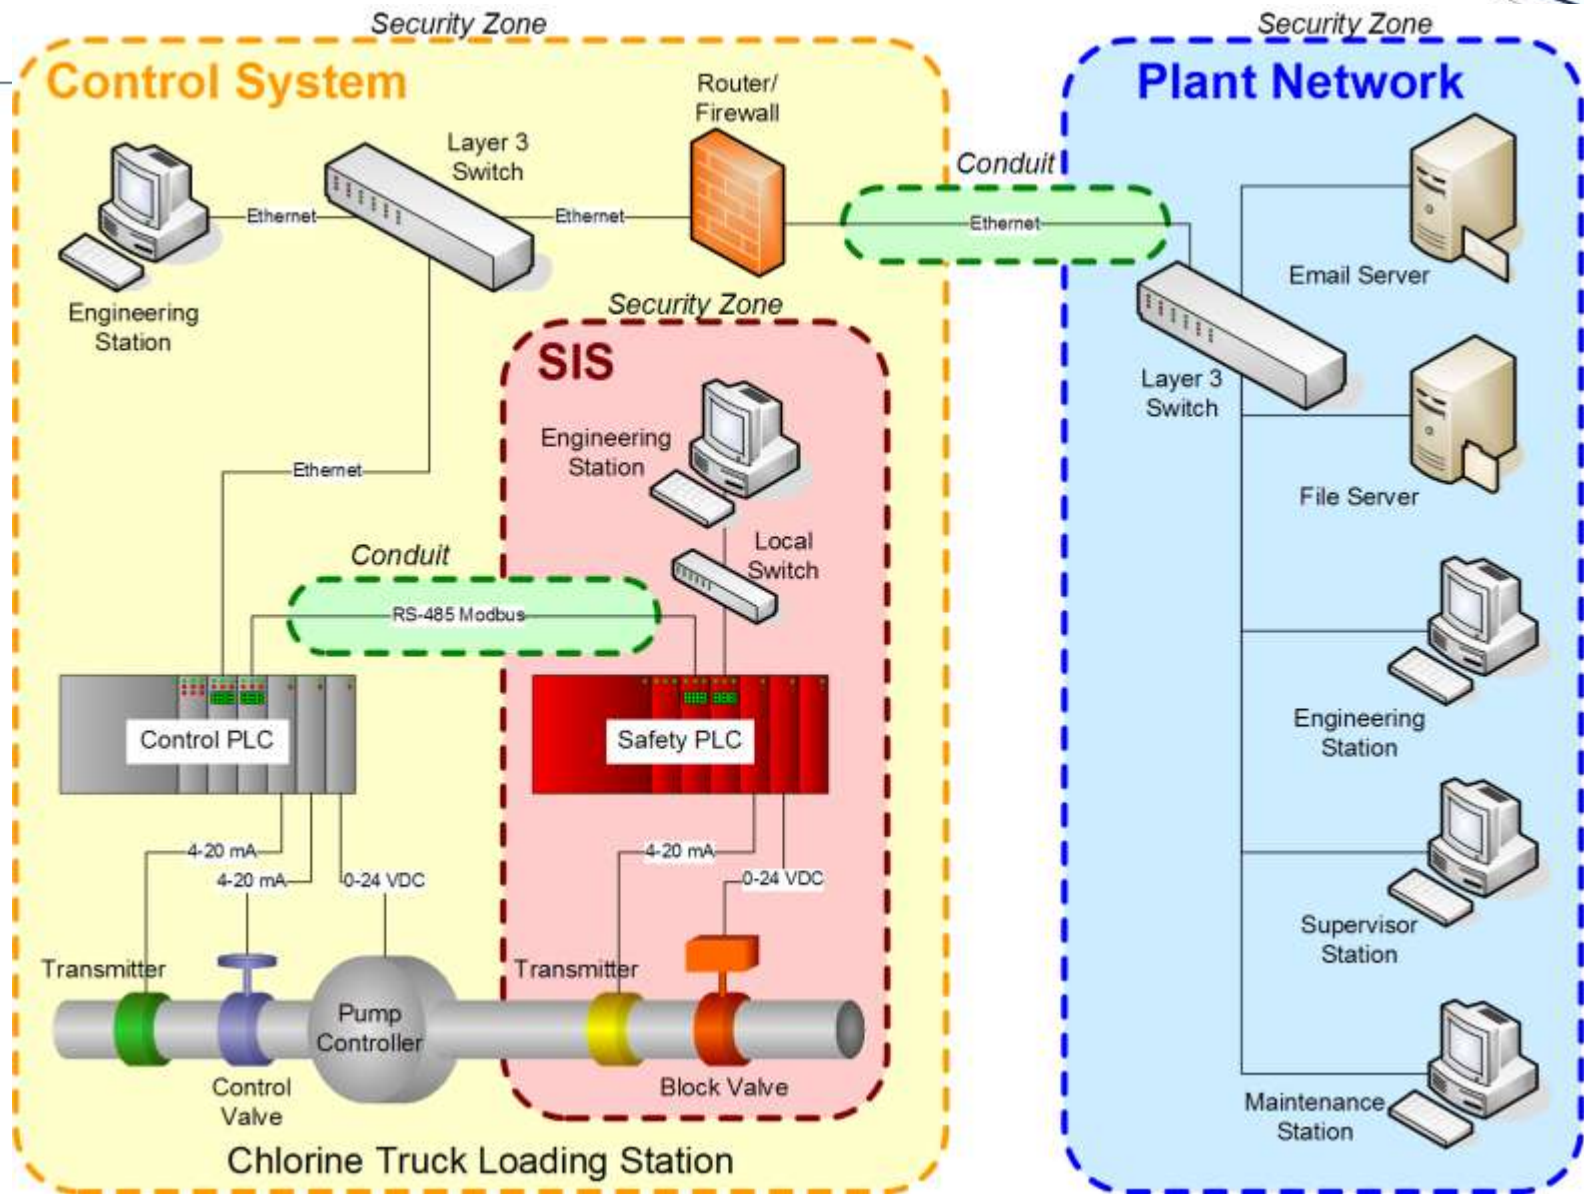 Security Zone
Control System
Router/
Firewall
Layer 3
Switch
Ethernet
Ethernet
Engineering
Station
Conduit
Ethernet
Security Zone
Plant Network
Email Server
Layer 3
Switch
File Server
Engineering
Station
Supervisor
Station
Maintenance
Station
Security Zone
SIS
Engineering
Station
Local
Switch
Ethernet
Conduit
RS-485 Modbus
Control PLC
Safety PLC
4-20 mA
4-20 mA
0-24 VDC
4-20 mA
0-24 VDC
Transmitter
Transmitter
Pump
Controller
Control
Valve
Block Valve
Chlorine Truck Loading Station